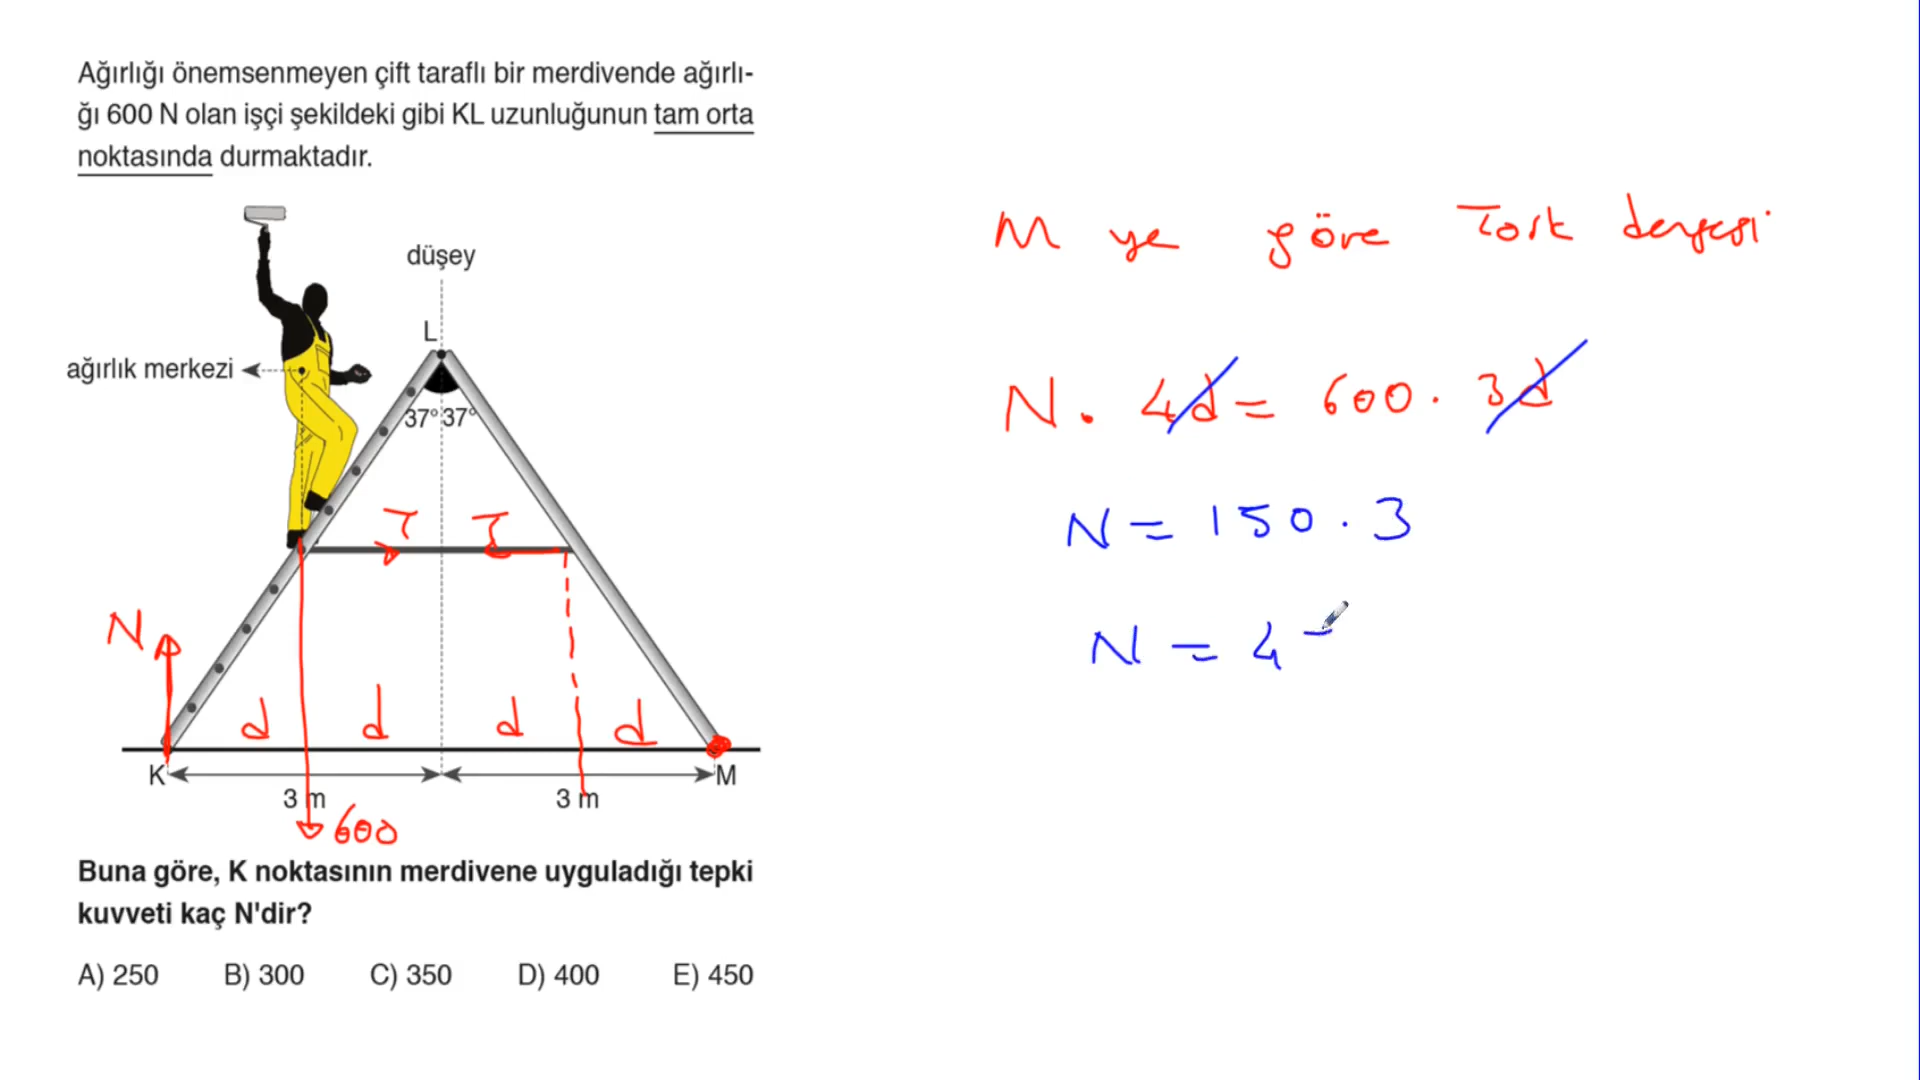 Ağırlığı önemsenmeyen çift taraflı bir merdivende ağırlı-
ğı 600 N olan işçi şekildeki gibi KL uzunluğunun tam orta
noktasında durmaktadır.
düşey
L
ağırlık merkezi
37° 37°
T T
N
d d d d
K M
3 m 3 m
600
Buna göre, K noktasının merdivene uyguladığı tepki
kuvveti kaç N'dir?
A) 250 B) 300 C) 350 D) 400 E) 450
M ye göre Tork dengesi
N . 4d = 600 . 3d
N = 150 . 3
N = 4